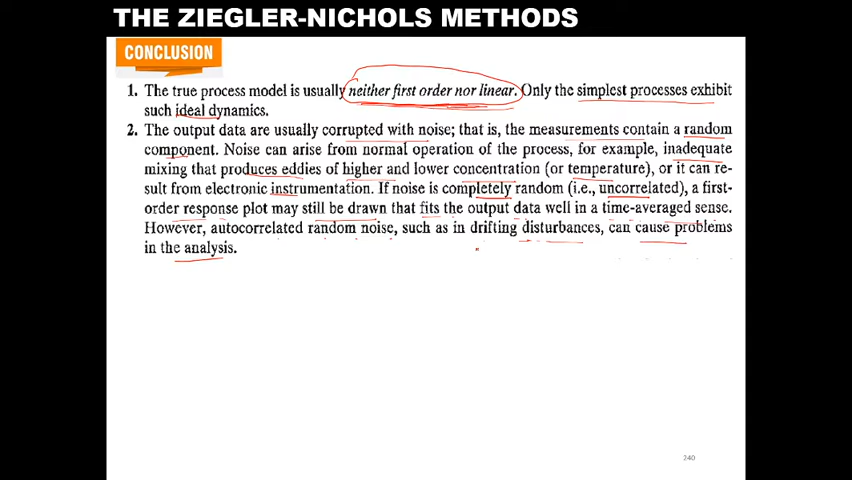 THE ZIEGLER-NICHOLS METHODS
CONCLUSION
1. The true process model is usually neither first order nor linear. Only the simplest processes exhibit
such ideal dynamics.
2. The output data are usually corrupted with noise; that is, the measurements contain a random
component. Noise can arise from normal operation of the process, for example, inadequate
mixing that produces eddies of higher and lower concentration (or temperature), or it can re-
sult from electronic instrumentation. If noise is completely random (i.e., uncorrelated), a first-
order response plot may still be drawn that fits the output data well in a time-averaged sense.
However, autocorrelated random noise, such as in drifting disturbances, can cause problems
in the analysis.
240